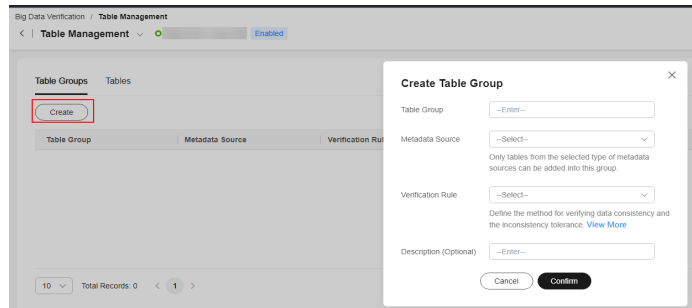 Big Data Verification / Table Management
Table Management Enabled
Table Groups Tables
Create
Table Group Metadata Source Verification Rul
10 Total Records: 0 < 1 >
Create Table Group
Table Group --Enter--
Metadata Source --Select--
Only tables from the selected type of metadata
sources can be added into this group.
Verification Rule --Select--
Define the method for verifying data consistency and
the inconsistency tolerance. View More
Description (Optional) --Enter--
Cancel Confirm